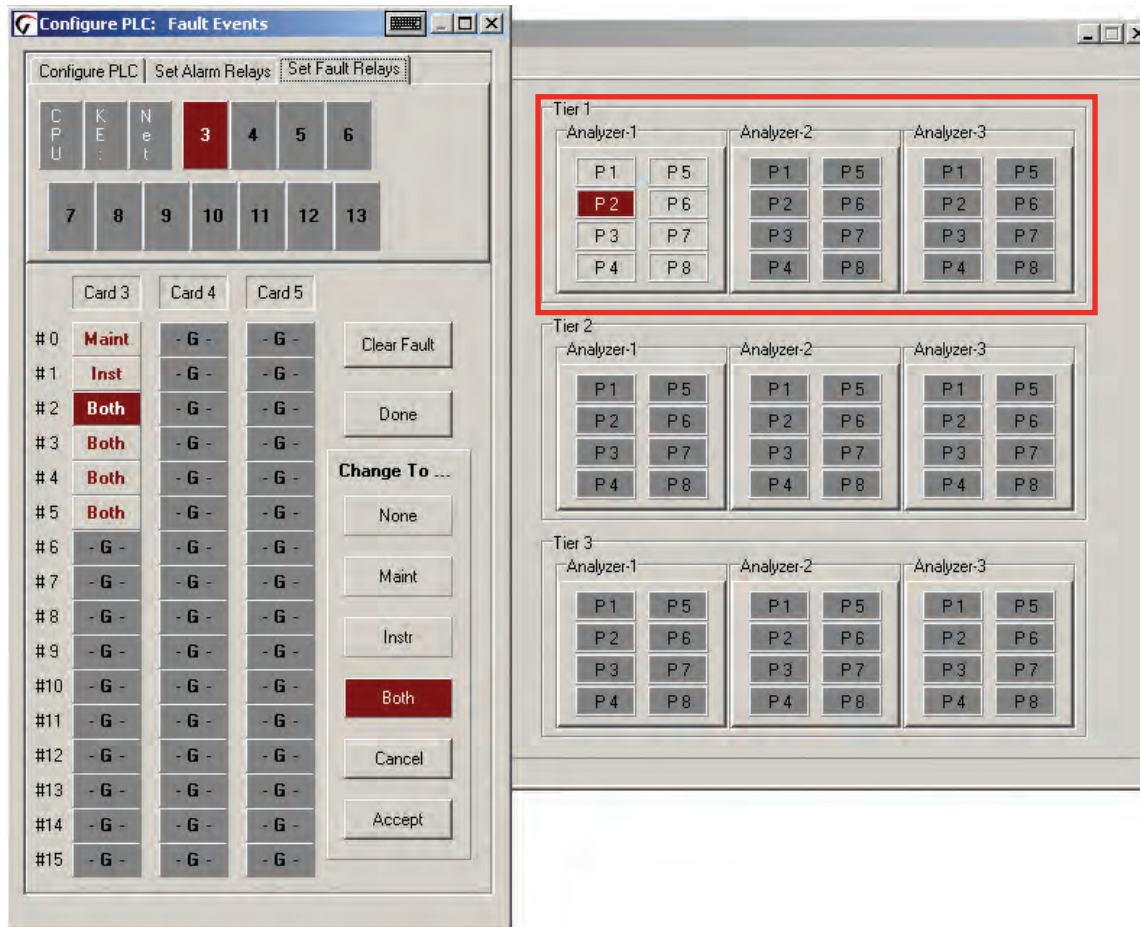 Configure PLC: Fault Events
Configure PLC
Set Alarm Relays
Set Fault Relays
CPU
KE:
Net
3 4 5 6
7 8 9 10 11 12 13
Card 3 Card 4 Card 5
#0 Maint - G - - G -
#1 Inst - G - - G -
#2 Both - G - - G -
#3 Both - G - - G -
#4 Both - G - - G -
#5 Both - G - - G -
#6 - G - - G - - G -
#7 - G - - G - - G -
#8 - G - - G - - G -
#9 - G - - G - - G -
#10 - G - - G - - G -
#11 - G - - G - - G -
#12 - G - - G - - G -
#13 - G - - G - - G -
#14 - G - - G - - G -
#15 - G - - G - - G -
Clear Fault
Done
Change To ...
None
Maint
Instr
Both
Cancel
Accept
Tier 1
Analyzer-1 Analyzer-2 Analyzer-3
P1 P5 P1 P5 P1 P5
P2 P6 P2 P6 P2 P6
P3 P7 P3 P7 P3 P7
P4 P8 P4 P8 P4 P8
Tier 2
Analyzer-1 Analyzer-2 Analyzer-3
P1 P5 P1 P5 P1 P5
P2 P6 P2 P6 P2 P6
P3 P7 P3 P7 P3 P7
P4 P8 P4 P8 P4 P8
Tier 3
Analyzer-1 Analyzer-2 Analyzer-3
P1 P5 P1 P5 P1 P5
P2 P6 P2 P6 P2 P6
P3 P7 P3 P7 P3 P7
P4 P8 P4 P8 P4 P8